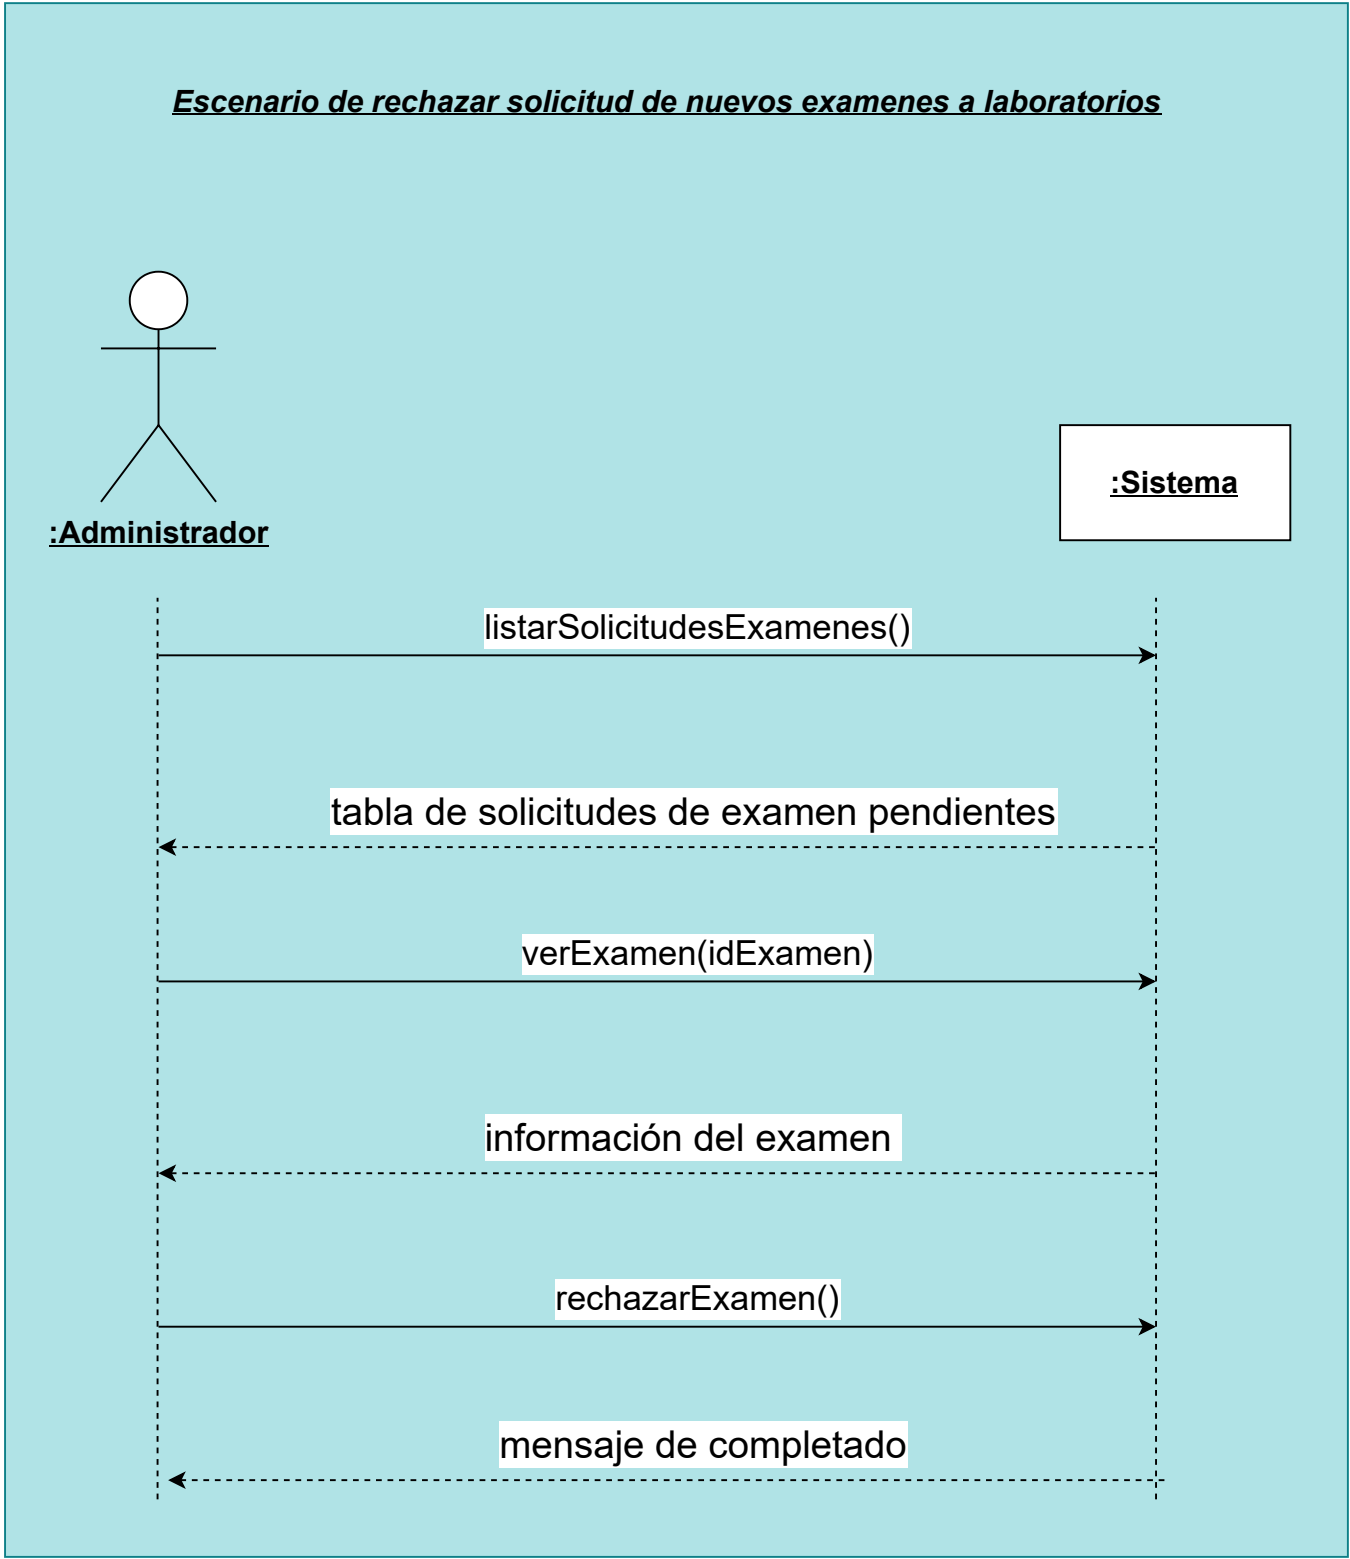 Escenario de rechazar solicitud de nuevos examenes a laboratorios
:Administrador
:Sistema
listarSolicitudesExamenes()
tabla de solicitudes de examen pendientes
verExamen(idExamen)
información del examen
rechazarExamen()
mensaje de completado